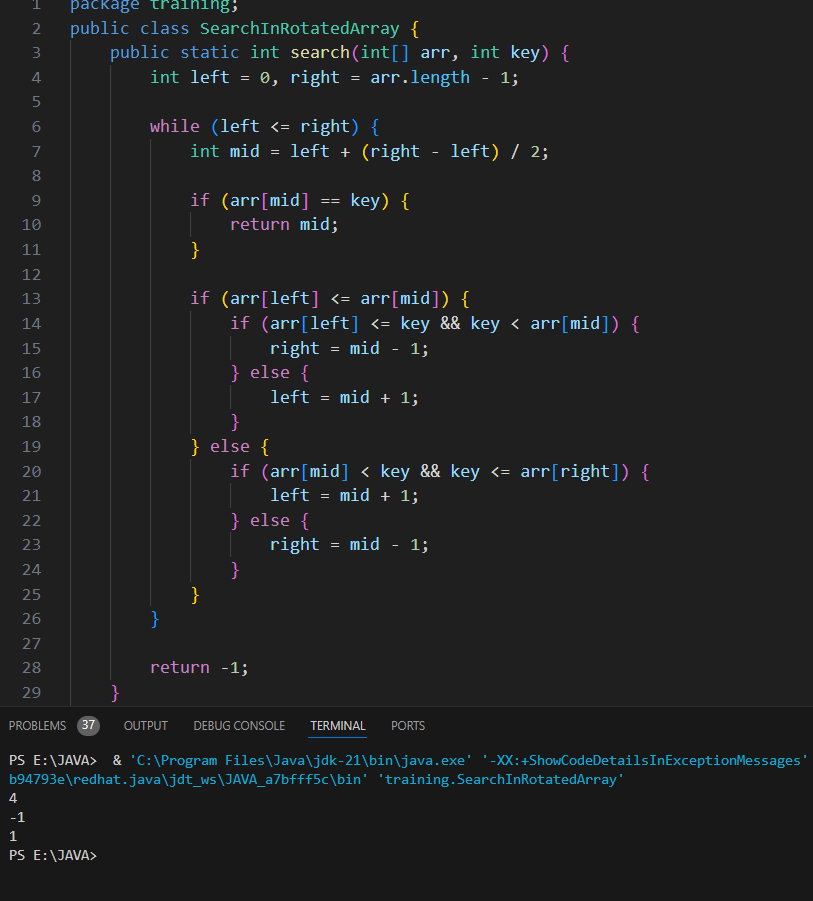 1 package training;
2 public class SearchInRotatedArray {
3 public static int search(int[] arr, int key) {
4 int left = 0, right = arr.length - 1;
5
6 while (left <= right) {
7 int mid = left + (right - left) / 2;
8
9 if (arr[mid] == key) {
10 return mid;
11 }
12
13 if (arr[left] <= arr[mid]) {
14 if (arr[left] <= key && key < arr[mid]) {
15 right = mid - 1;
16 } else {
17 left = mid + 1;
18 }
19 } else {
20 if (arr[mid] < key && key <= arr[right]) {
21 left = mid + 1;
22 } else {
23 right = mid - 1;
24 }
25 }
26 }
27
28 return -1;
29 }
PROBLEMS 37 OUTPUT DEBUG CONSOLE TERMINAL PORTS
PS E:\JAVA>  & 'C:\Program Files\Java\jdk-21\bin\java.exe' '-XX:+ShowCodeDetailsInExceptionMessages'
b94793e\redhat.java\jdt_ws\JAVA_a7bfff5c\bin' 'training.SearchInRotatedArray'
4
-1
1
PS E:\JAVA>